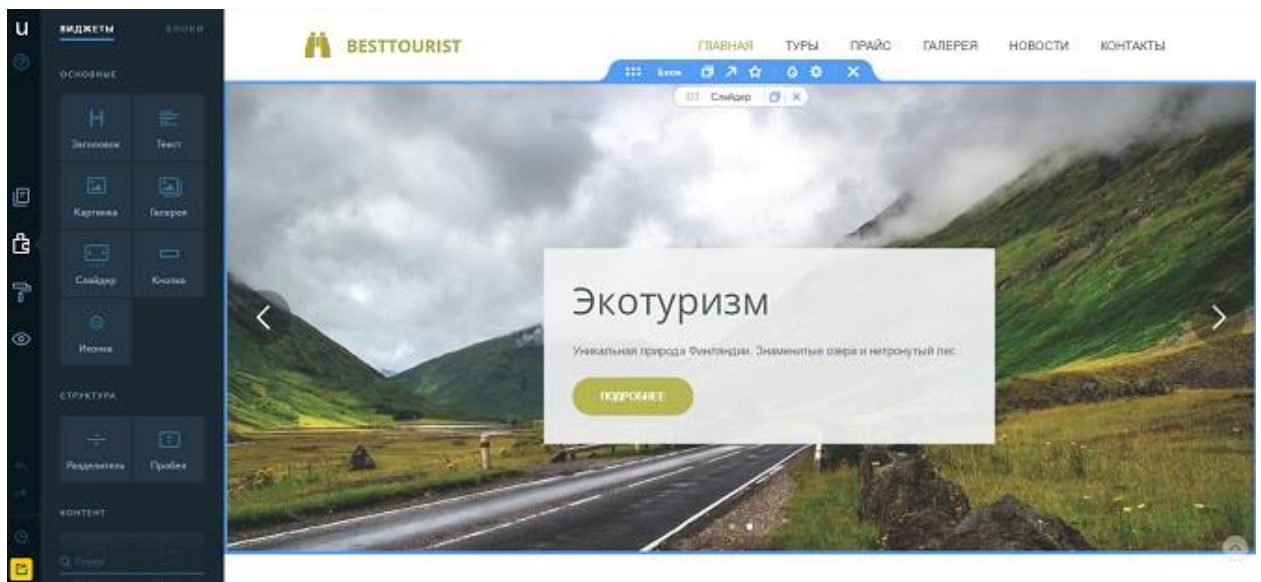 u
ВИДЖЕТЫ БЛОКИ
BESTTOURIST
ГЛАВНАЯ ТУРЫ ПРАЙС ГАЛЕРЕЯ НОВОСТИ КОНТАКТЫ
Блок
Слайдер
ОСНОВНЫЕ
Заголовок Текст
Картинка Галерея
Слайдер Кнопка
Иконка
СТРУКТУРА
Разделитель Пробел
КОНТЕНТ
Поиск
Экотуризм
Уникальная природа Финляндии. Знаменитые озера и нетронутый лес.
ПОДРОБНЕЕ